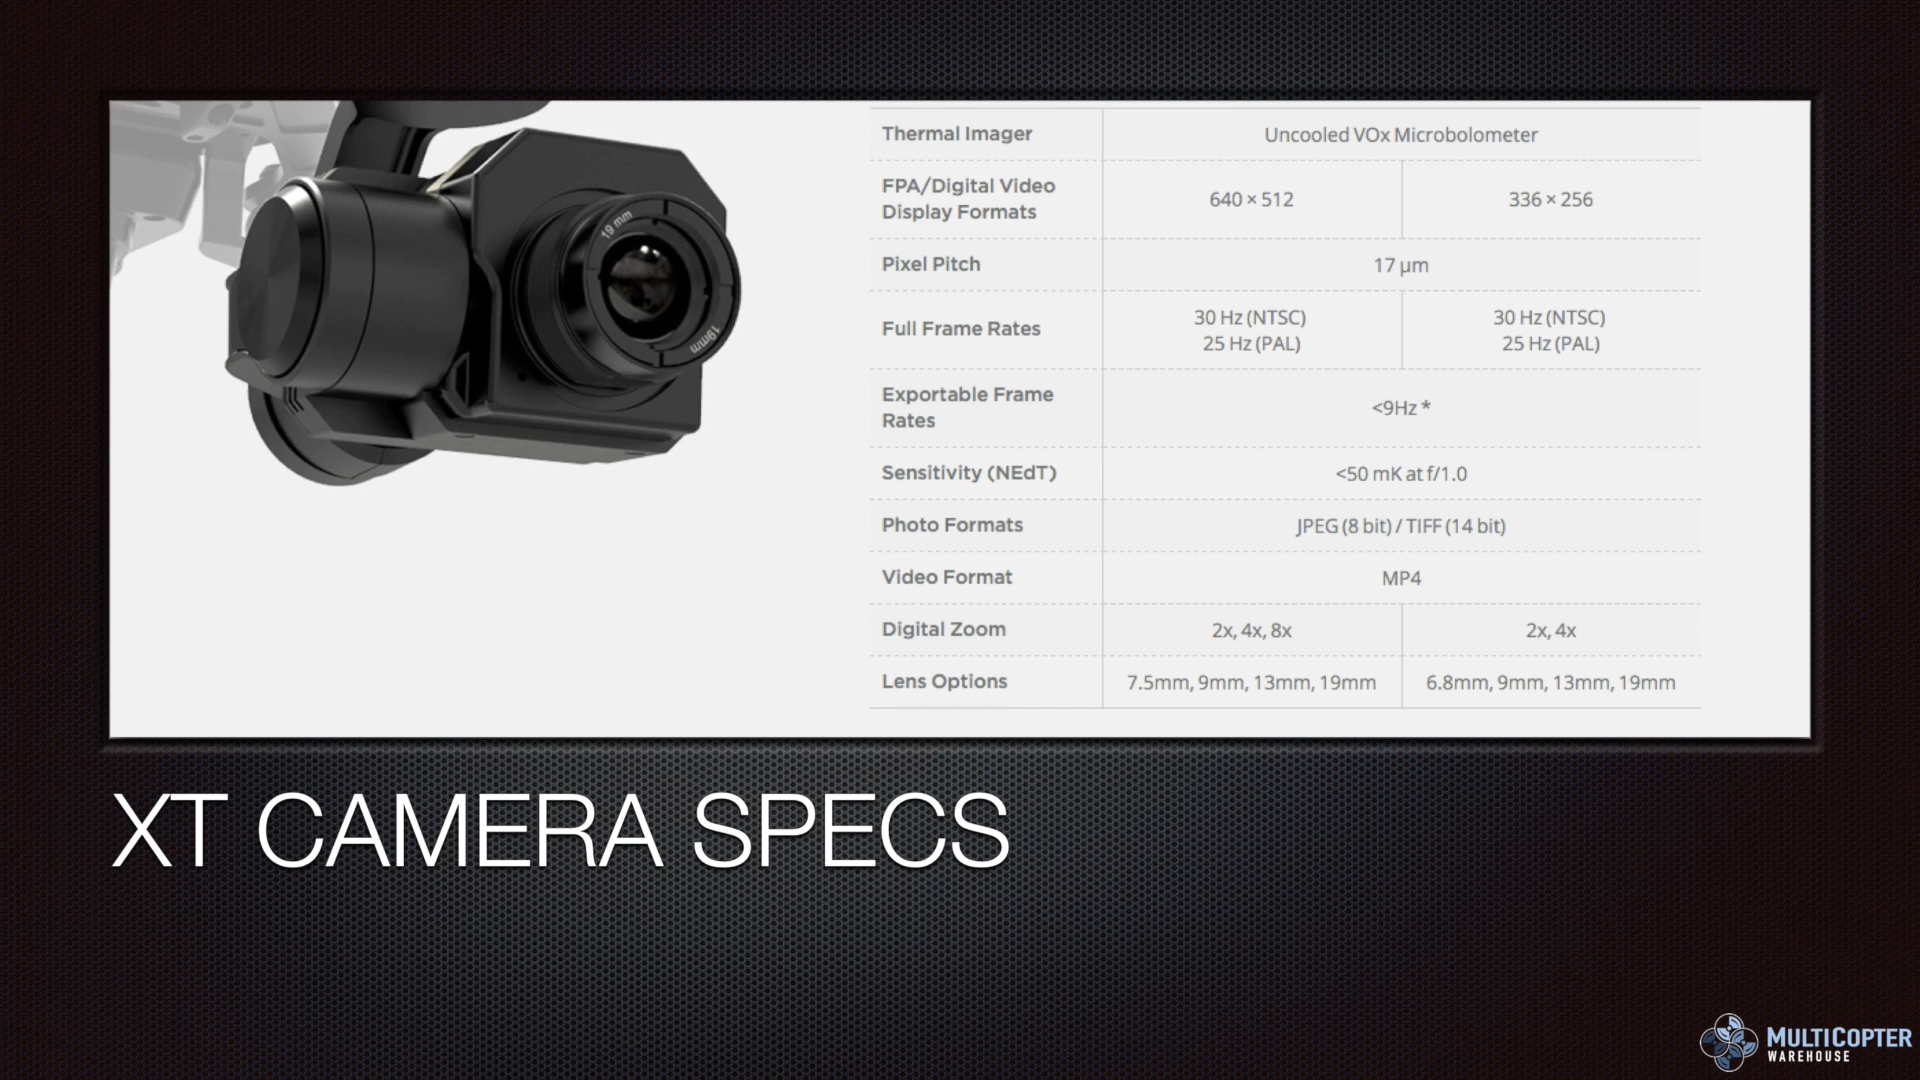 19 mm
19mm
Thermal Imager
Uncooled VOx Microbolometer
FPA/Digital Video
Display Formats
640 × 512
336 × 256
Pixel Pitch
17 μm
Full Frame Rates
30 Hz (NTSC)
25 Hz (PAL)
30 Hz (NTSC)
25 Hz (PAL)
Exportable Frame
Rates
<9Hz *
Sensitivity (NEdT)
<50 mK at f/1.0
Photo Formats
JPEG (8 bit) / TIFF (14 bit)
Video Format
MP4
Digital Zoom
2x, 4x, 8x
2x, 4x
Lens Options
7.5mm, 9mm, 13mm, 19mm
6.8mm, 9mm, 13mm, 19mm
XT CAMERA SPECS
MULTICOPTER
WAREHOUSE